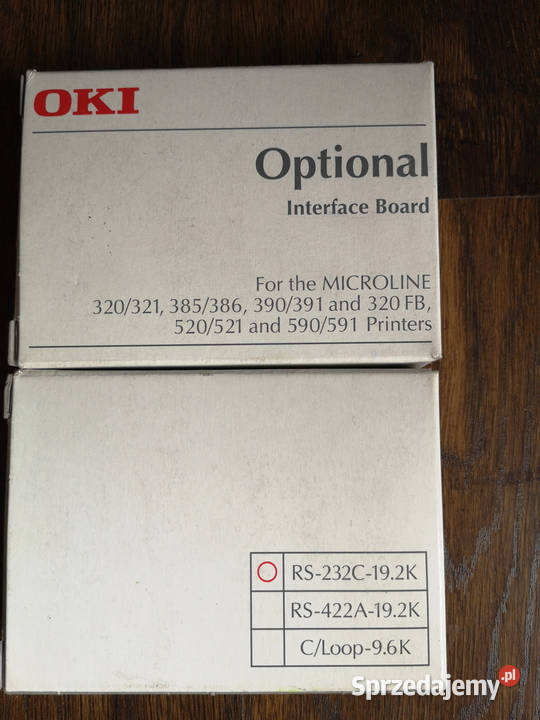 OKI
Optional
Interface Board
For the MICROLINE
320/321, 385/386, 390/391 and 320 FB,
520/521 and 590/591 Printers
RS-232C-19.2K
RS-422A-19.2K
C/Loop-9.6K
Sprzedajemy.pl